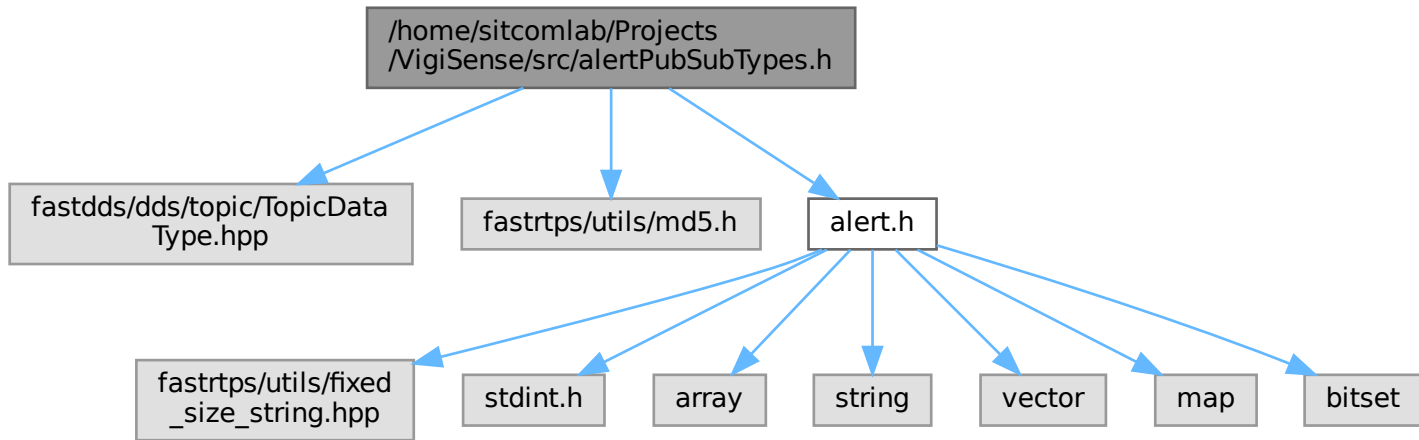 /home/sitcomlab/Projects
/VigiSense/src/alertPubSubTypes.h
fastdds/dds/topic/TopicData
Type.hpp
fastrtps/utils/md5.h
alert.h
fastrtps/utils/fixed
_size_string.hpp
stdint.h
array
string
vector
map
bitset